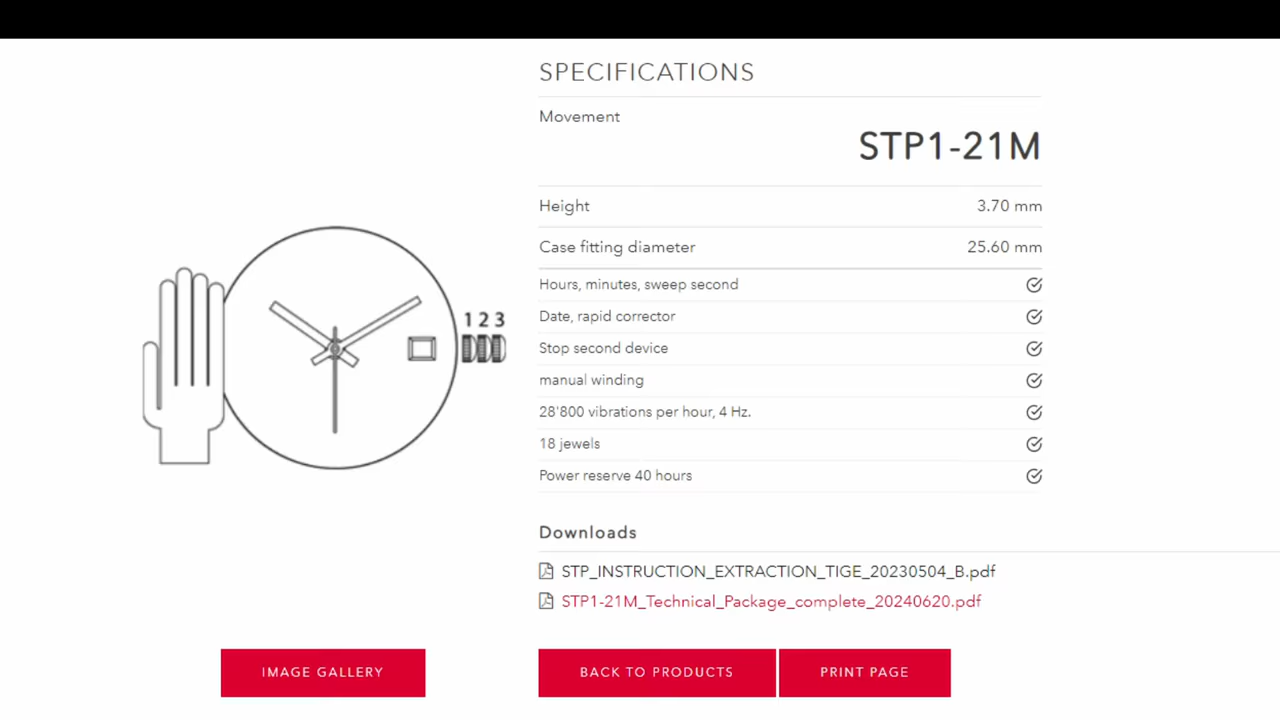 SPECIFICATIONS
Movement
STP1-21M
Height 3.70 mm
Case fitting diameter 25.60 mm
Hours, minutes, sweep second
Date, rapid corrector
Stop second device
manual winding
28'800 vibrations per hour, 4 Hz.
18 jewels
Power reserve 40 hours
1 2 3
Downloads
STP_INSTRUCTION_EXTRACTION_TIGE_20230504_B.pdf
STP1-21M_Technical_Package_complete_20240620.pdf
IMAGE GALLERY
BACK TO PRODUCTS
PRINT PAGE